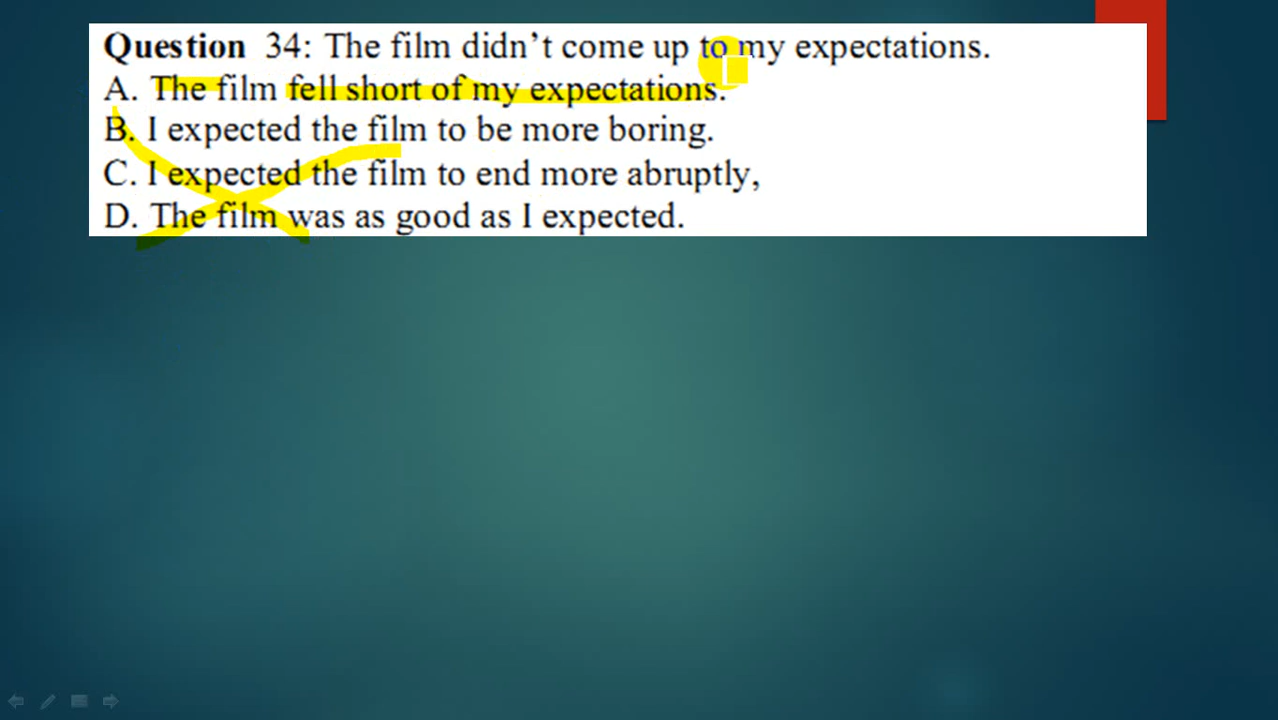 Question 34: The film didn't come up to my expectations.
A. The film fell short of my expectations.
B. I expected the film to be more boring.
C. I expected the film to end more abruptly,
D. The film was as good as I expected.